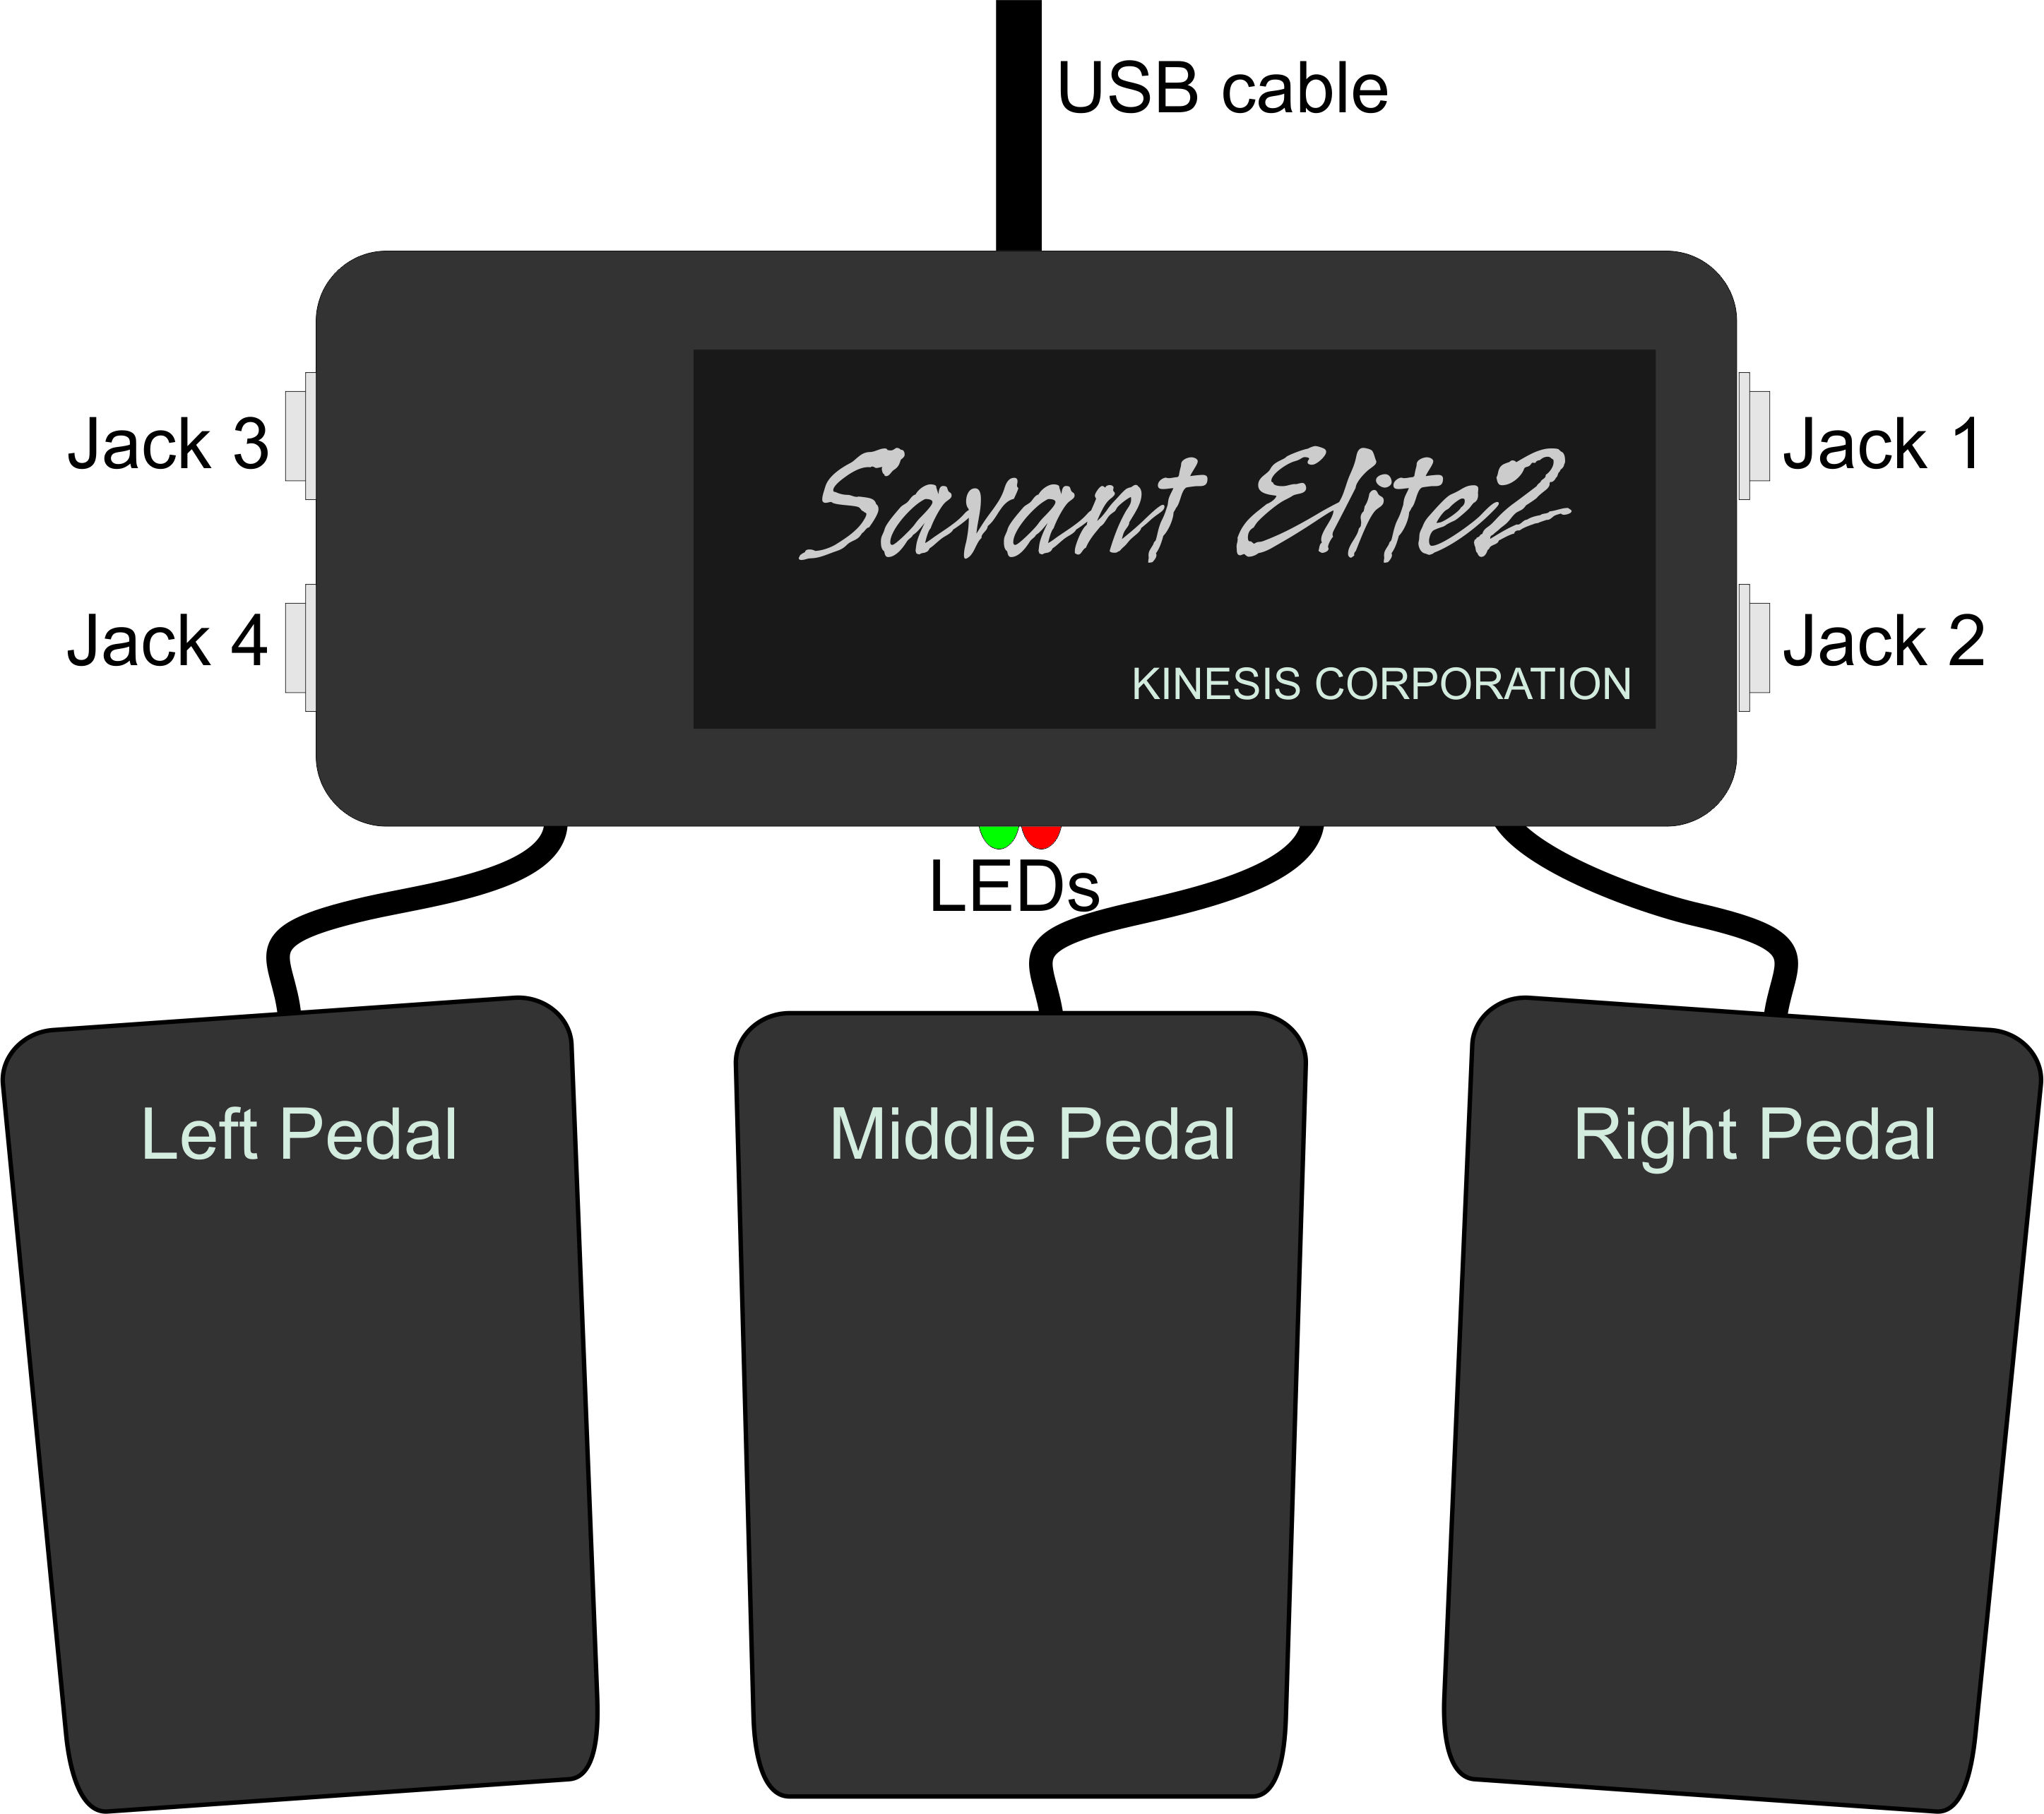 USB cable
Jack 3
Jack 1
Savant Elite2
Jack 4
Jack 2
KINESIS CORPORATION
LEDs
Left Pedal
Middle Pedal
Right Pedal